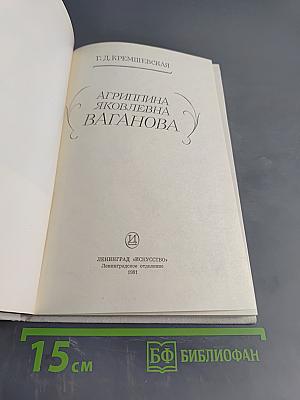 Г. Д. КРЕМШЕВСКАЯ
АГРИППИНА
ЯКОВЛЕВНА
ВАГАНОВА
И
ЛЕНИНГРАД «ИСКУССТВО»
Ленинградское отделение
1981
15 см
БФ БИБЛИОФАН